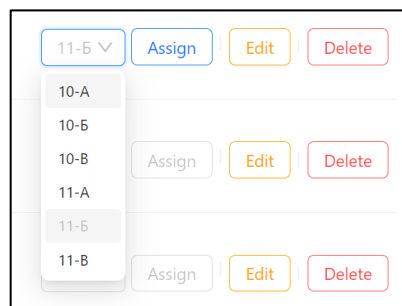 11-Б Assign Edit Delete
10-А
10-Б
10-В
Assign Edit Delete
11-А
11-Б
11-В
Assign Edit Delete